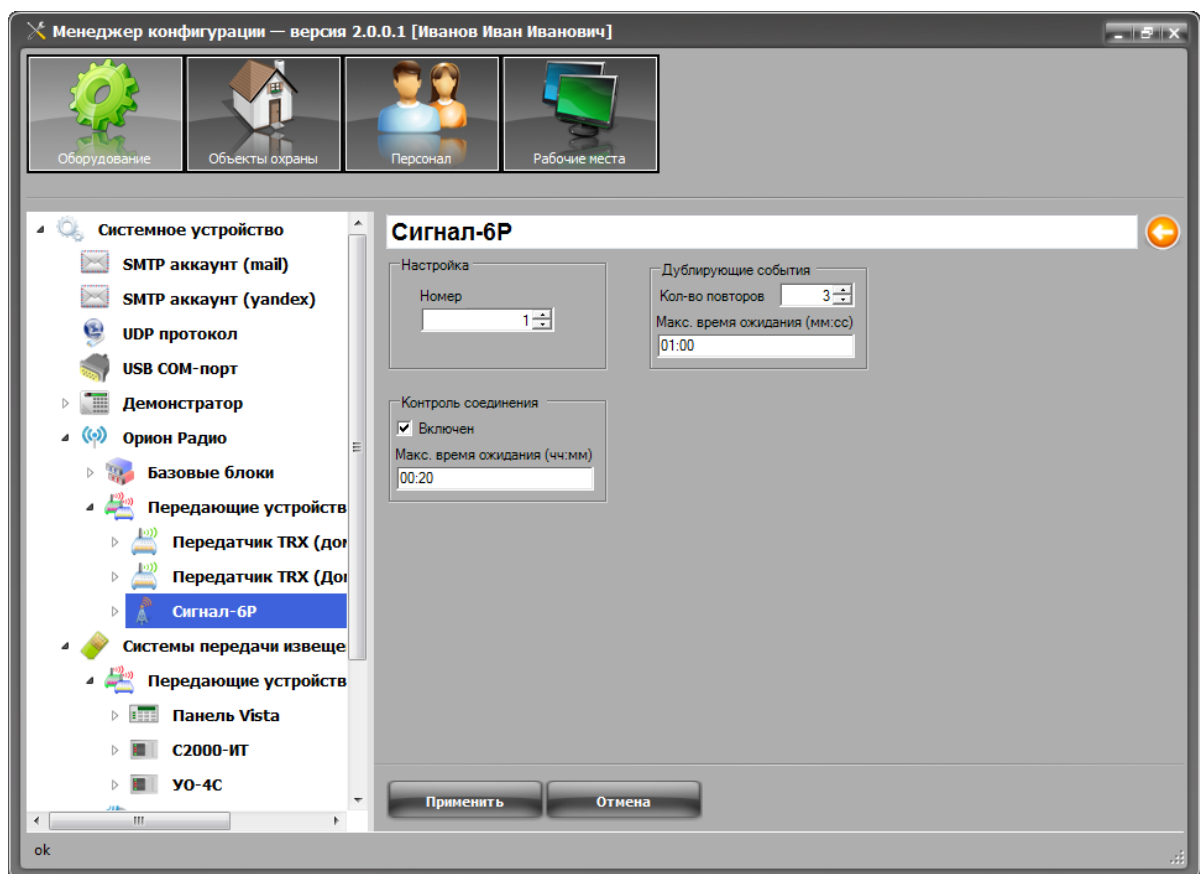 Менеджер конфигурации — версия 2.0.0.1 [Иванов Иван Иванович]
Оборудование
Объекты охраны
Персонал
Рабочие места
Системное устройство
SMTP аккаунт (mail)
SMTP аккаунт (yandex)
UDP протокол
USB COM-порт
Демонстратор
Орион Радио
Базовые блоки
Передающие устройств
Передатчик TRX (дом
Передатчик TRX (Дог
Сигнал-6Р
Системы передачи извеще
Передающие устройств
Панель Vista
С2000-ИТ
УО-4С
Сигнал-6Р
Настройка
Номер
1
Дублирующие события
Кол-во повторов 3
Макс. время ожидания (мм:сс)
01:00
Контроль соединения
Включен
Макс. время ожидания (чч:мм)
00:20
Применить
Отмена
ok